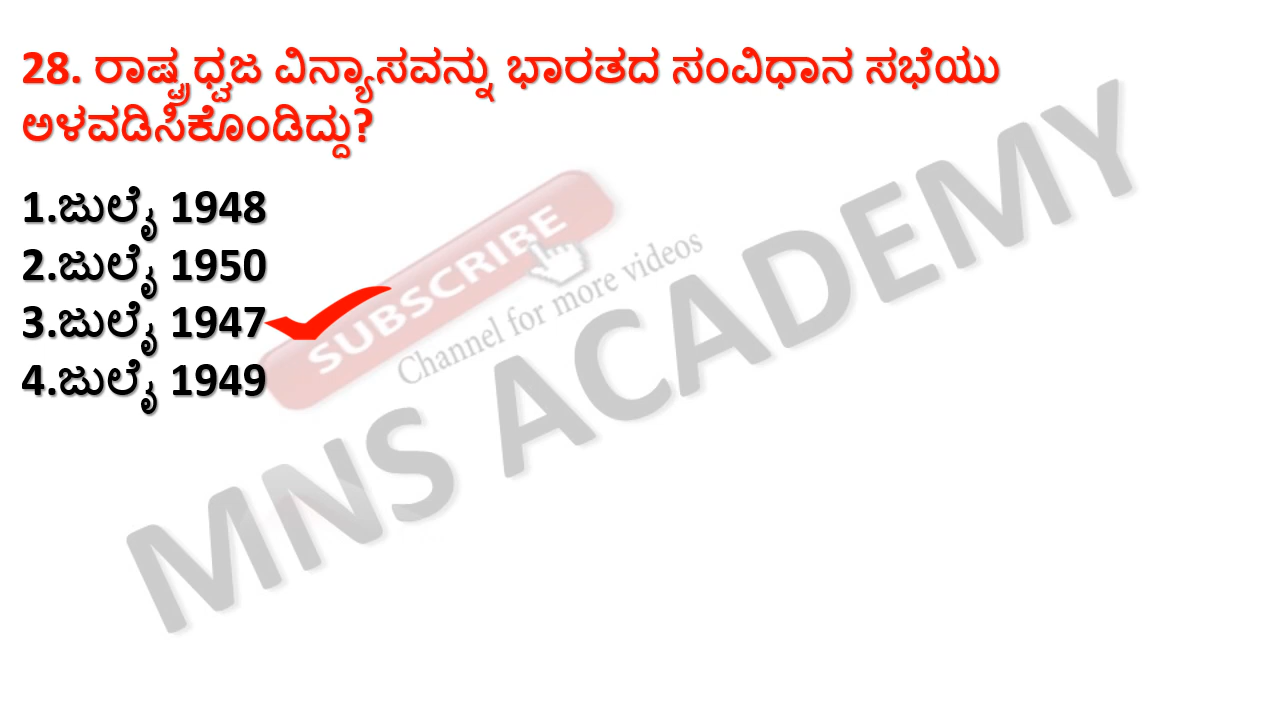 28. ರಾಷ್ಟ್ರಧ್ವಜ ವಿನ್ಯಾಸವನ್ನು ಭಾರತದ ಸಂವಿಧಾನ ಸಭೆಯು
ಅಳವಡಿಸಿಕೊಂಡಿದ್ದು?
1.ಜುಲೈ 1948
2.ಜುಲೈ 1950
3.ಜುಲೈ 1947
4.ಜುಲೈ 1949
SUBSCRIBE
Channel for more videos
MNS ACADEMY